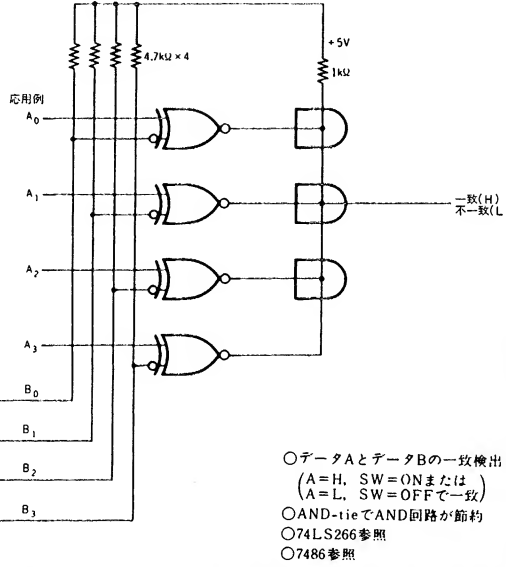 +5V
4.7kΩ×4
1kΩ
応用例
A0
A1
一致(H)
不一致(L
A2
A3
B0
B1
B2
B3
○データAとデータBの一致検出
(A=H, SW=ONまたは
A=L, SW=OFFで一致)
○AND-tieでAND回路が節約
○74LS266参照
○7486参照